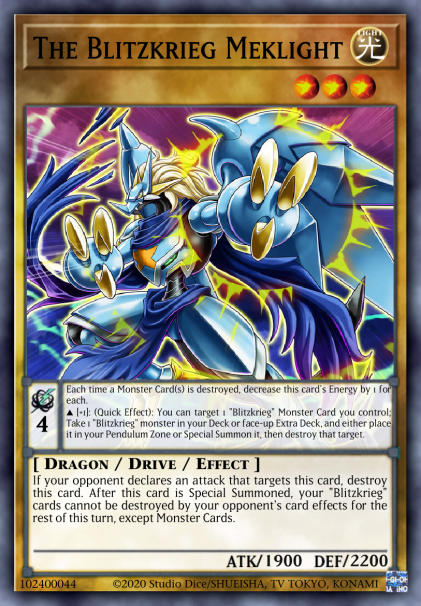 THE BLITZKRIEG MEKLIGHT
LIGHT
光
Each time a Monster Card(s) is destroyed, decrease this card's Energy by 1 for
each.
▲ [+1]: (Quick Effect): You can target 1 "Blitzkrieg" Monster Card you control;
Take 1 "Blitzkrieg" monster in your Deck or face-up Extra Deck, and either place
it in your Pendulum Zone or Special Summon it, then destroy that target.
4
[ DRAGON / DRIVE / EFFECT ]
If your opponent declares an attack that targets this card, destroy
this card. After this card is Special Summoned, your "Blitzkrieg"
cards cannot be destroyed by your opponent's card effects for the
rest of this turn, except Monster Cards.
ATK/1900 DEF/2200
102400044 ©2020 Studio Dice/SHUEISHA, TV TOKYO, KONAMI